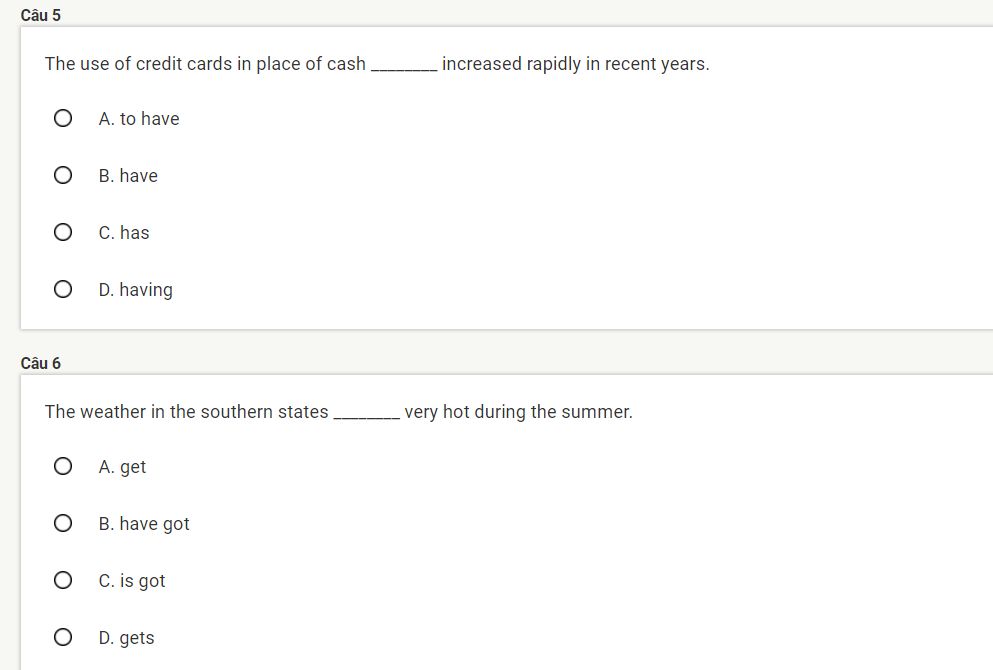 Câu 5
The use of credit cards in place of cash ________ increased rapidly in recent years.
A. to have
B. have
C. has
D. having
Câu 6
The weather in the southern states ________ very hot during the summer.
A. get
B. have got
C. is got
D. gets